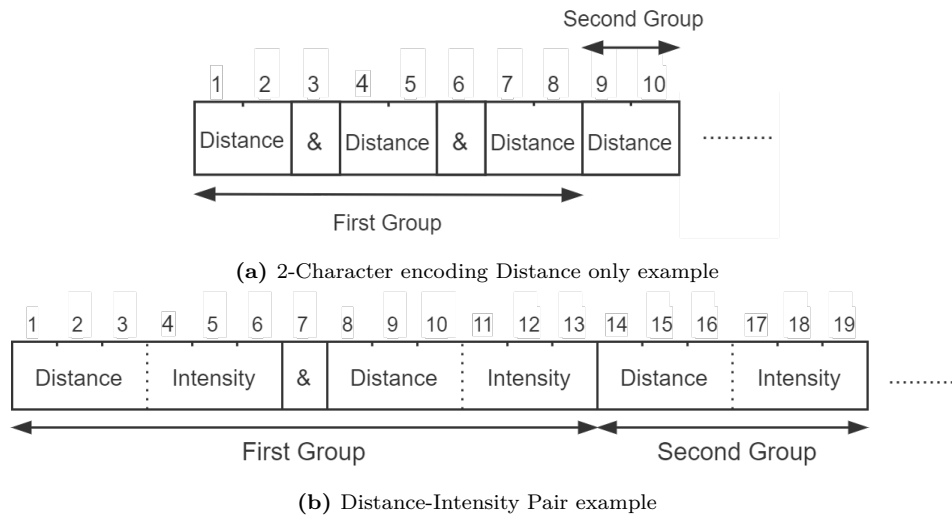 Second Group
1 2 3 4 5 6 7 8 9 10
Distance & Distance & Distance Distance ............
First Group
(a) 2-Character encoding Distance only example
1 2 3 4 5 6 7 8 9 10 11 12 13 14 15 16 17 18 19
Distance Intensity & Distance Intensity Distance Intensity ............
First Group Second Group
(b) Distance-Intensity Pair example